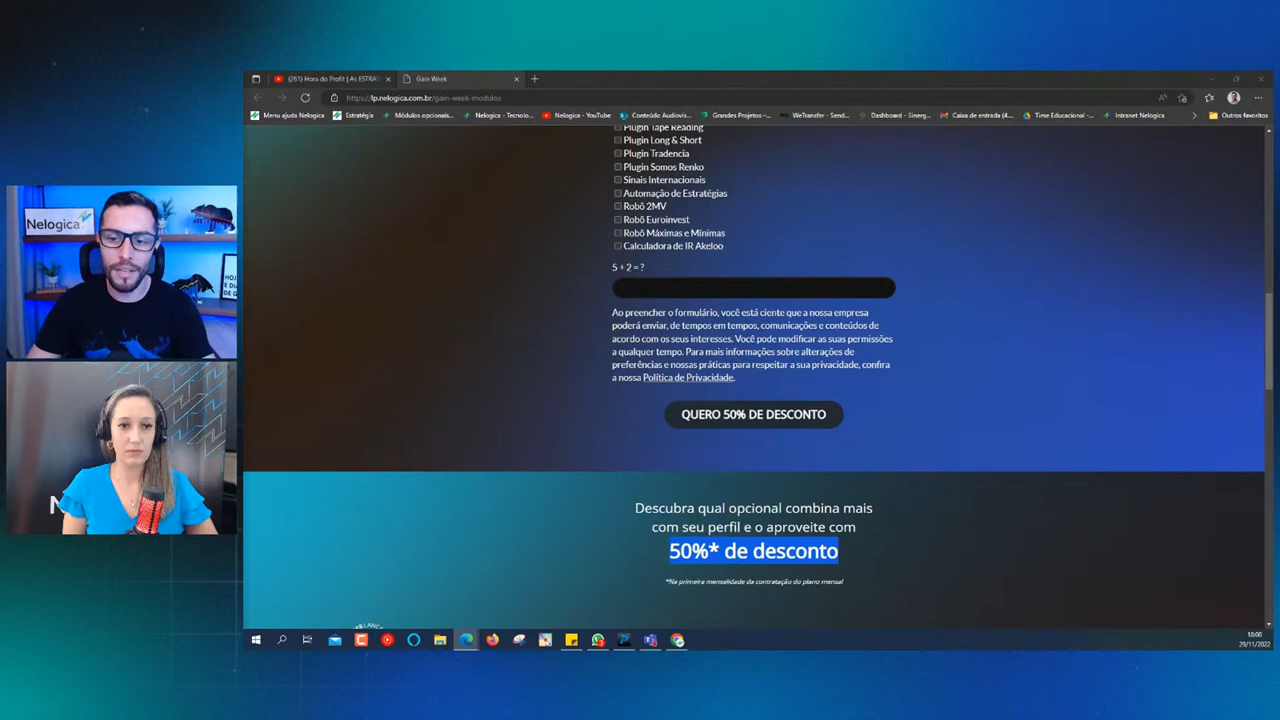 (261) Hora do Profit | As ESTRAT
Gain Week
https://lp.nelogica.com.br/gain-week-modulos
Menu ajuda Nelogica
Estratégia
Módulos opcionais...
Nelogica - Tecnolo...
Nelogica - YouTube
Conteúdo Audiovis...
Grandes Projetos_...
WeTransfer - Send...
Dashboard - Sinerg...
Caixa de entrada (4...
Time Educacional -...
Intranet Nelogica
Outros favoritos
Plugin Tape Reading
Plugin Long & Short
Plugin Tradencia
Plugin Somos Renko
Sinais Internacionais
Automação de Estratégias
Robô 2MV
Robô Euroinvest
Robô Máximas e Mínimas
Calculadora de IR Akeloo
5 + 2 = ?
Ao preencher o formulário, você está ciente que a nossa empresa
poderá enviar, de tempos em tempos, comunicações e conteúdos de
acordo com os seus interesses. Você pode modificar as suas permissões
a qualquer tempo. Para mais informações sobre alterações de
preferências e nossas práticas para respeitar a sua privacidade, confira
a nossa Política de Privacidade.
QUERO 50% DE DESCONTO
Descubra qual opcional combina mais
com seu perfil e o aproveite com
50%* de desconto
*Na primeira mensalidade da contratação do plano mensal
Nelogica
18:00
29/11/2022